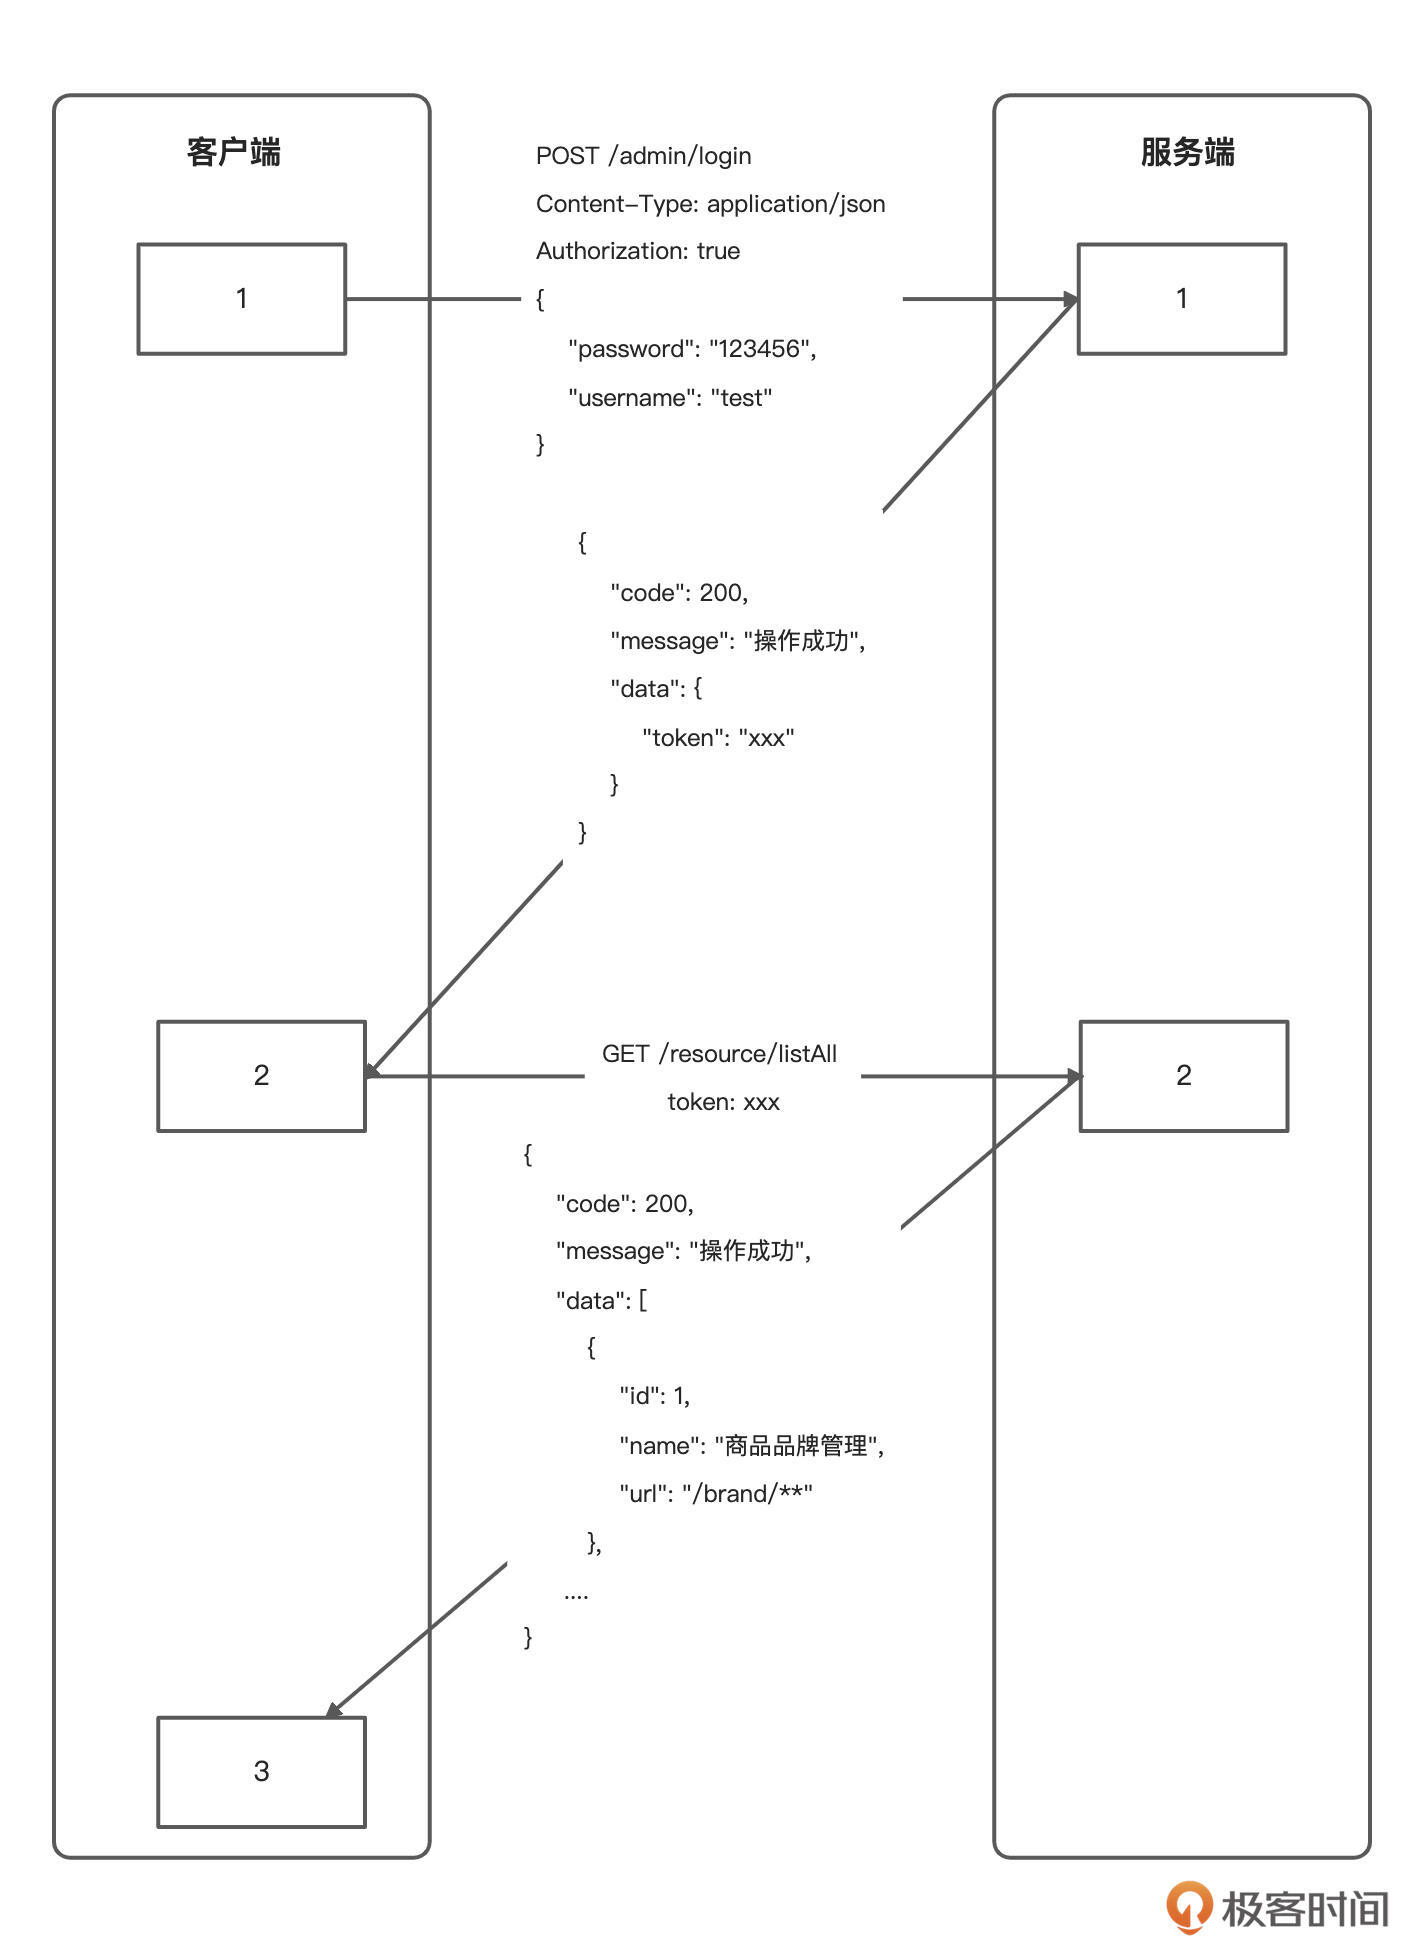 客户端
服务端
POST /admin/login
Content-Type: application/json
Authorization: true
1
{
1
"password": "123456",
"username": "test"
}
{
"code": 200,
"message": "操作成功",
"data": {
"token": "xxx"
}
}
2
GET /resource/listAll
2
token: xxx
{
"code": 200,
"message": "操作成功",
"data": [
{
"id": 1,
"name": "商品品牌管理",
"url": "/brand/**"
},
....
}
3
极客时间